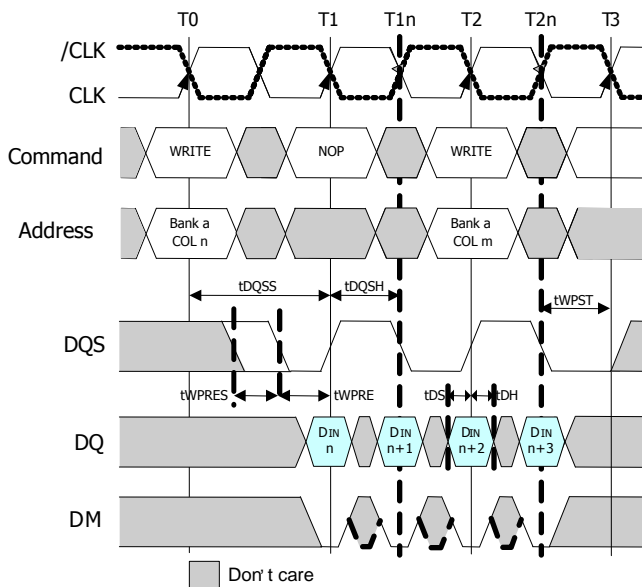 T0 T1 T1n T2 T2n T3
/CLK
CLK
Command WRITE NOP WRITE
Address Bank a COL n Bank a COL m
tDQSS tDQSH tWPST
DQS
tWPRES tWPRE tDS tDH
DQ DIN n DIN n+1 DIN n+2 DIN n+3
DM
Don't care